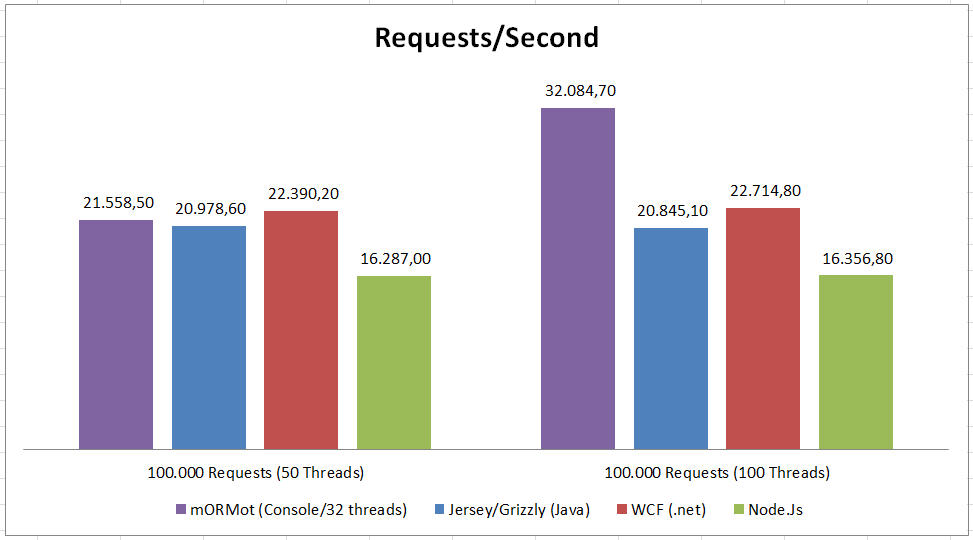 Requests/Second
32.084,70
21.558,50 20.978,60 22.390,20 20.845,10 22.714,80
16.287,00 16.356,80
100.000 Requests (50 Threads) 100.000 Requests (100 Threads)
mORMot (Console/32 threads) Jersey/Grizzly (Java) WCF (.net) Node.Js